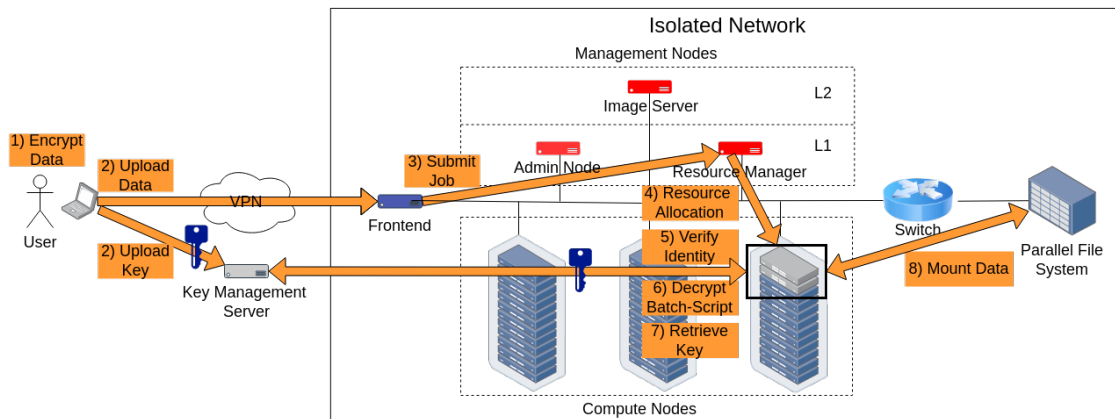 Isolated Network
Management Nodes
L2
Image Server
1) Encrypt
Data
L1
2) Upload
Data
3) Submit
Job
Admin Node
Resource Manager
VPN
4) Resource
Allocation
Frontend
Switch
User
2) Upload
Key
5) Verify
Identity
Parallel File
System
8) Mount Data
Key Management
Server
6) Decrypt
Batch-Script
7) Retrieve
Key
Compute Nodes